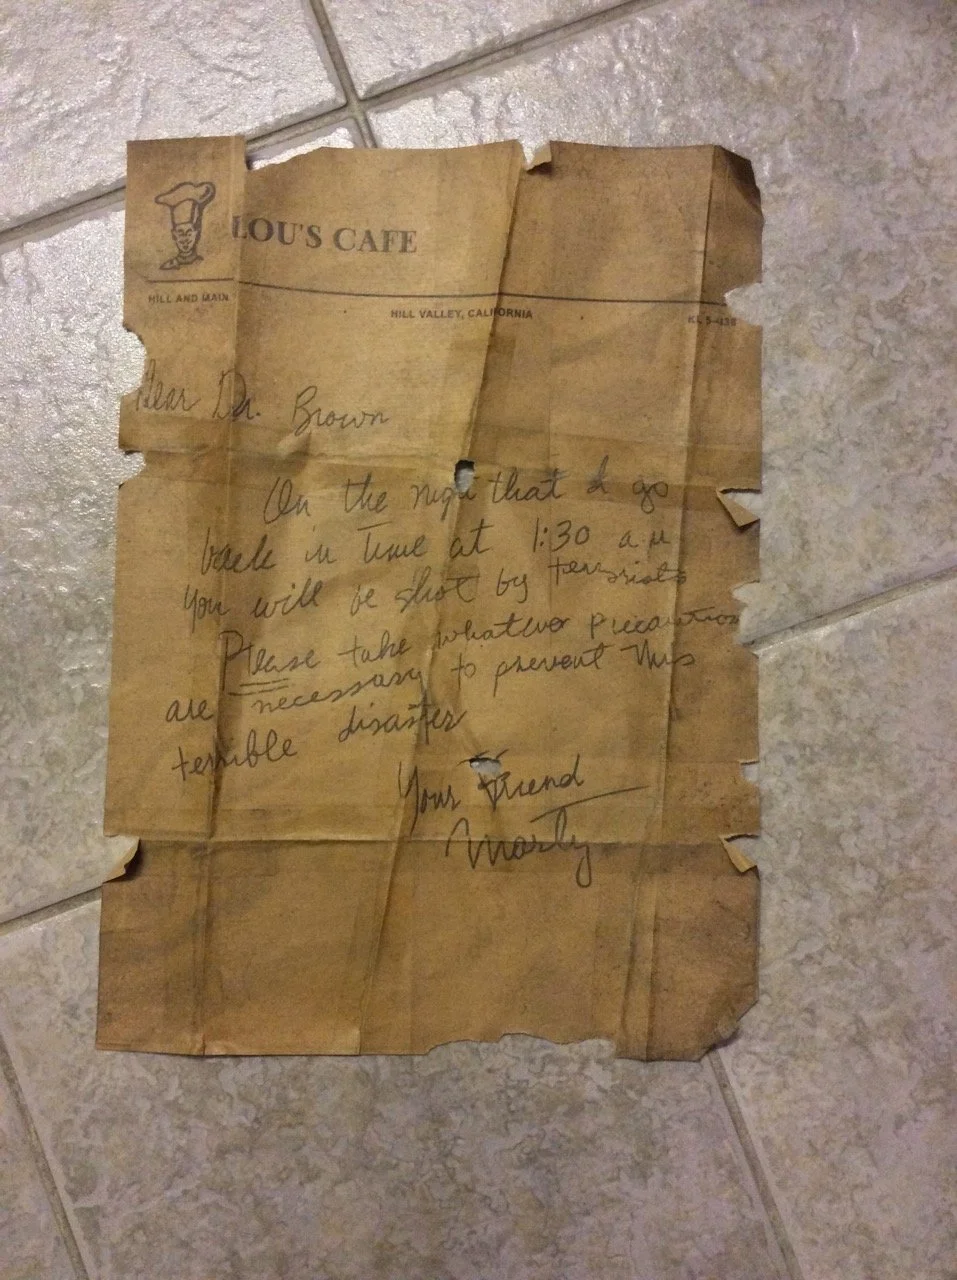 LOU'S CAFE
HILL AND MAIN
HILL VALLEY, CALIFORNIA
Dear Dr. Brown
On the night that I go
back in time at 1:30 am
you will be shot by terrorists
Please take whatever precautions
are necessary to prevent this
terrible disaster
Your friend
Marty